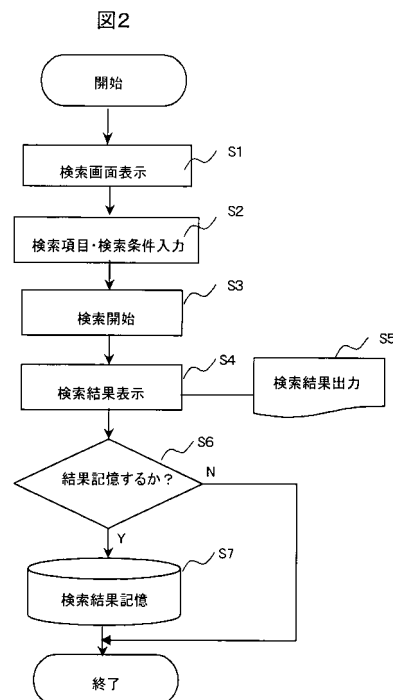 図2
開始
S1
検索画面表示
S2
検索項目・検索条件入力
S3
検索開始
S4
検索結果表示
S5
検索結果出力
S6
結果記憶するか？
N
Y
S7
検索結果記憶
終了